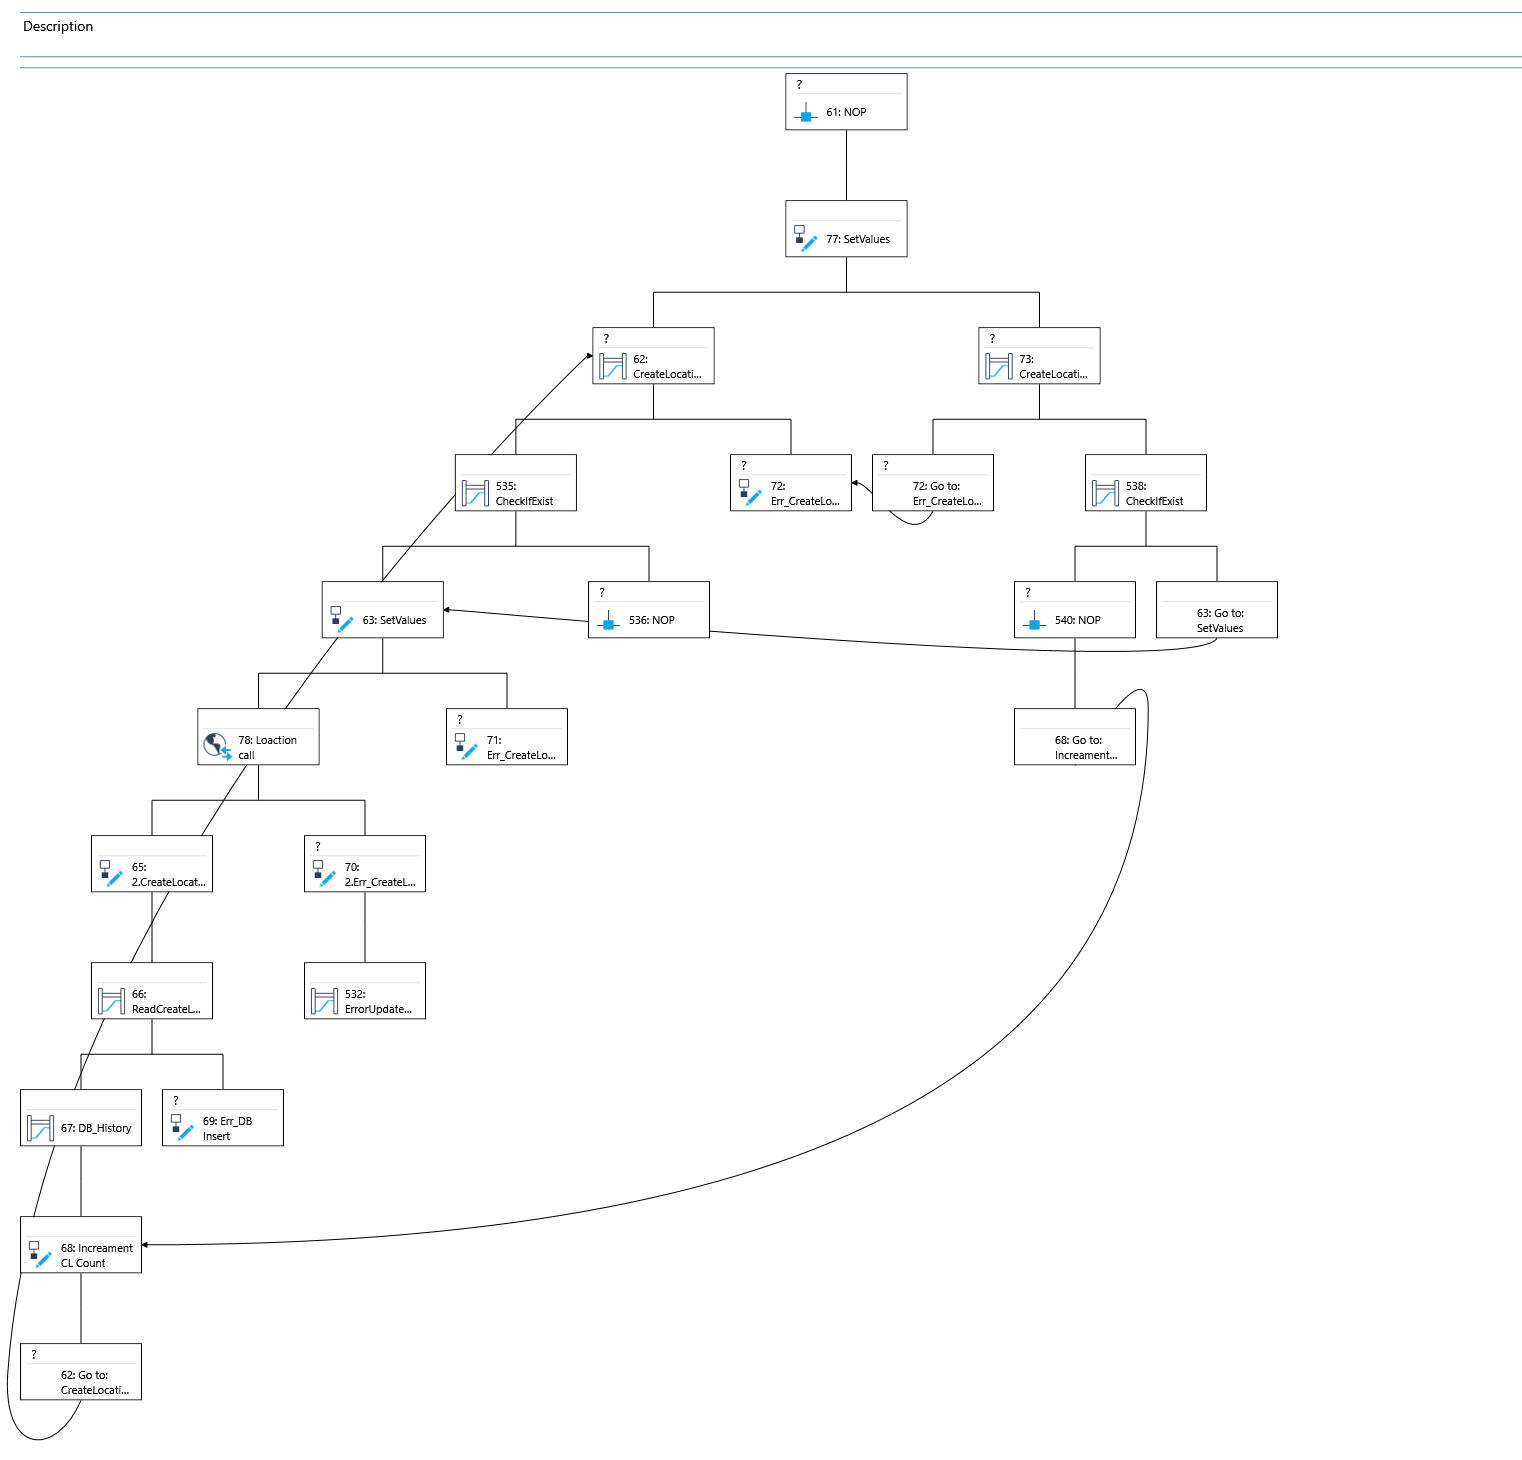 Description
?
61: NOP
77: SetValues
?
62:
CreateLocati...
?
73:
CreateLocati...
535:
CheckIfExist
?
72:
Err_CreateLo...
?
72: Go to:
Err_CreateLo...
538:
CheckIfExist
63: SetValues
?
536: NOP
?
540: NOP
63: Go to:
SetValues
78: Loaction
call
?
71:
Err_CreateLo...
68: Go to:
Increament...
65:
2.CreateLocat...
?
70:
2.Err_CreateL...
66:
ReadCreateL...
532:
ErrorUpdate...
67: DB_History
?
69: Err_DB
Insert
68: Increament
CL Count
?
62: Go to:
CreateLocati...